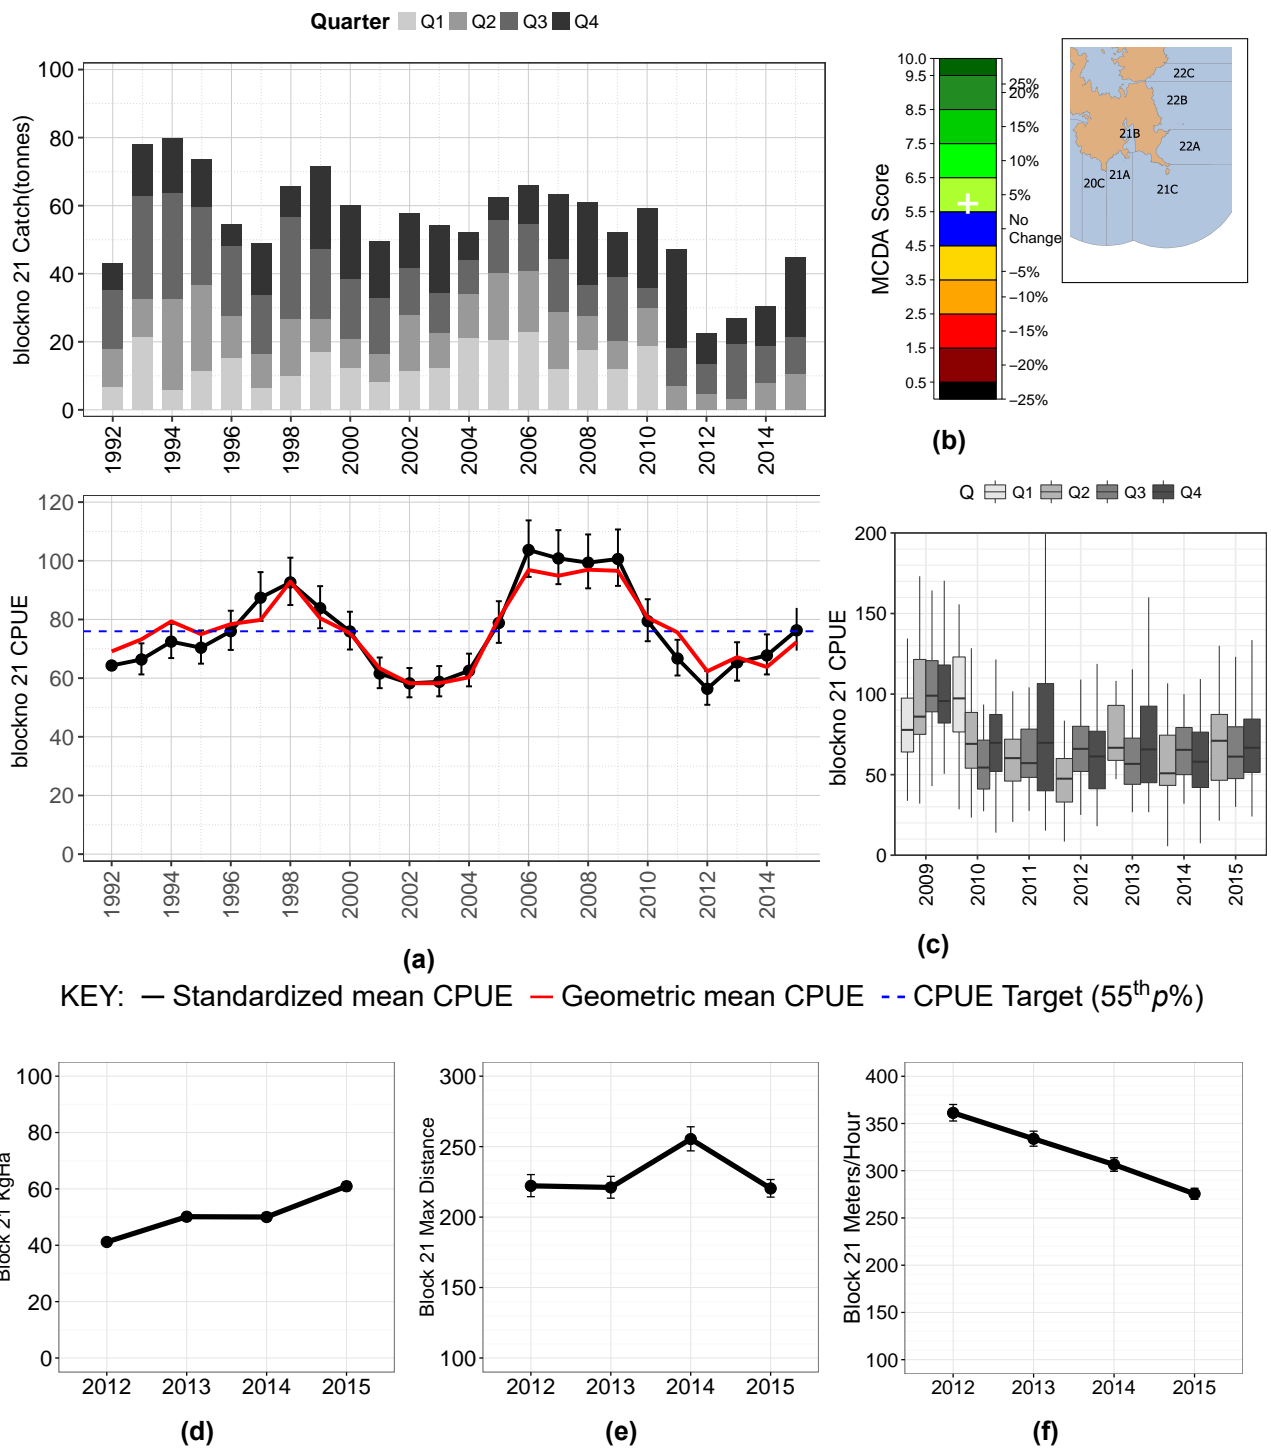 Quarter Q1 Q2 Q3 Q4
blockno 21 Catch(tonnes)
100
80
60
40
20
0
1992 1994 1996 1998 2000 2002 2004 2006 2008 2010 2012 2014
MCDA Score
10.0
9.5
8.5
7.5
6.5
5.5
4.5
3.5
2.5
1.5
0.5
25%
20%
15%
10%
5%
No
Change
−5%
−10%
−15%
−20%
−25%
(b)
22C
22B
21B
22A
21A
20C
21C
blockno 21 CPUE
120
100
80
60
40
20
0
1992 1994 1996 1998 2000 2002 2004 2006 2008 2010 2012 2014
(a)
Q Q1 Q2 Q3 Q4
blockno 21 CPUE
200
150
100
50
0
2009 2010 2011 2012 2013 2014 2015
(c)
KEY: Standardized mean CPUE Geometric mean CPUE CPUE Target (55th p%)
Block 21 KgHa
100
80
60
40
20
0
2012 2013 2014 2015
(d)
Block 21 Max Distance
300
250
200
150
100
2012 2013 2014 2015
(e)
Block 21 Meters/Hour
400
350
300
250
200
150
100
2012 2013 2014 2015
(f)